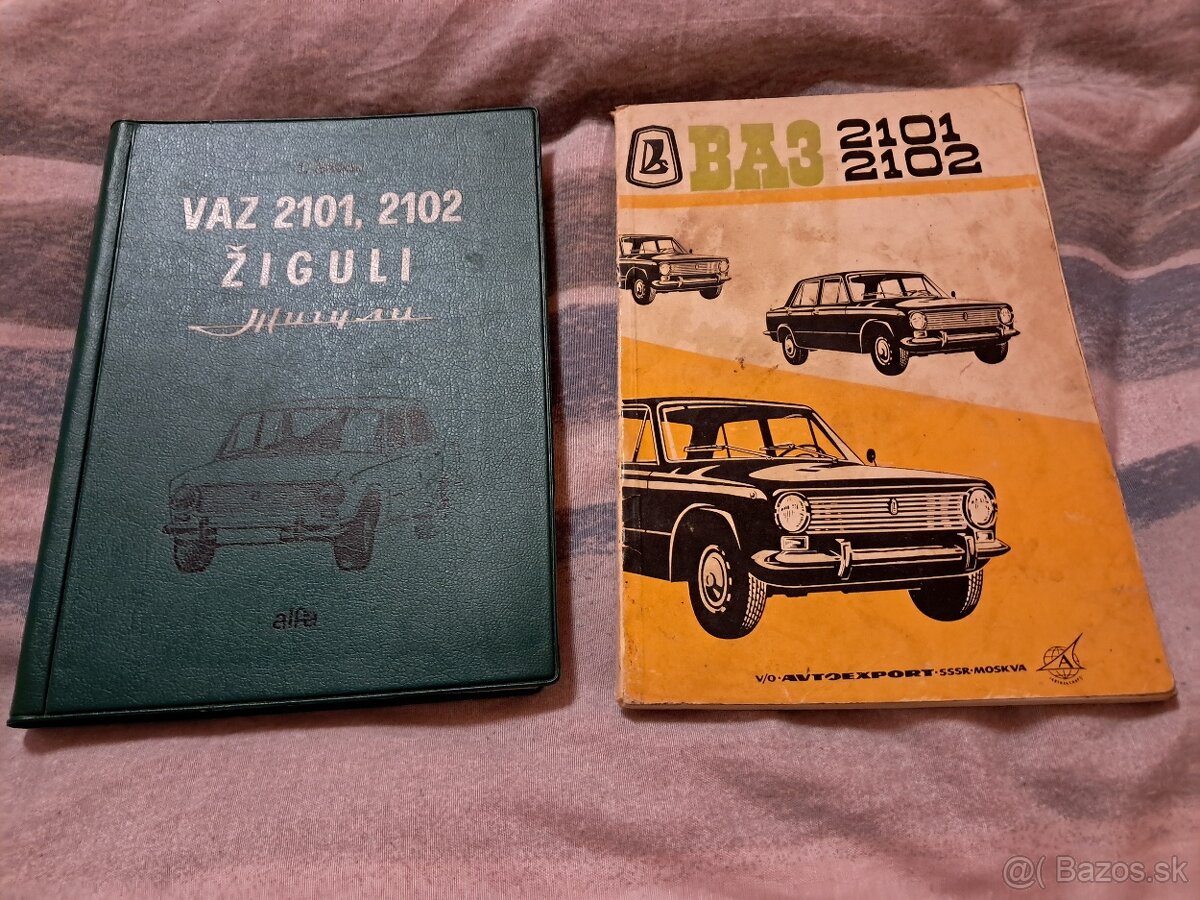 VAZ 2101, 2102
ŽIGULI
Жигули
alfa
ВАЗ 2101
2102
V/O · AVTOEXPORT · SSSR · MOSKVA
@( Bazos.sk